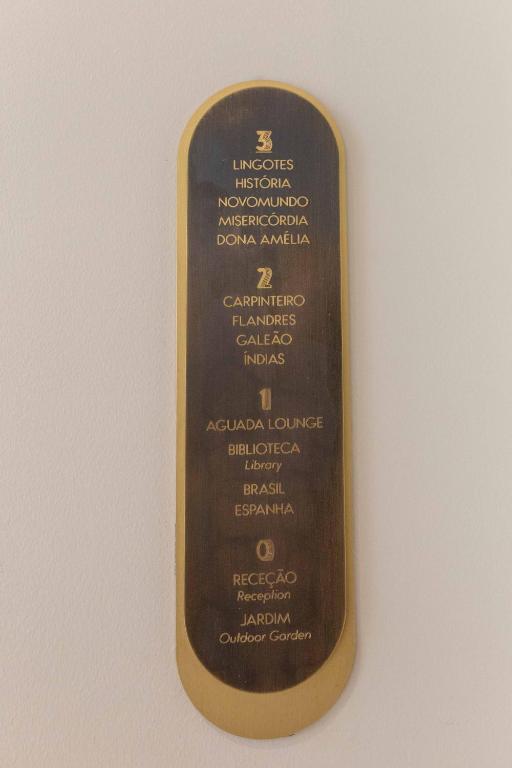 3
LINGOTES
HISTÓRIA
NOVOMUNDO
MISERICÓRDIA
DONA AMÉLIA
2
CARPINTEIRO
FLANDRES
GALEÃO
ÍNDIAS
1
AGUADA LOUNGE
BIBLIOTECA
Library
BRASIL
ESPANHA
0
RECEÇÃO
Reception
JARDIM
Outdoor Garden